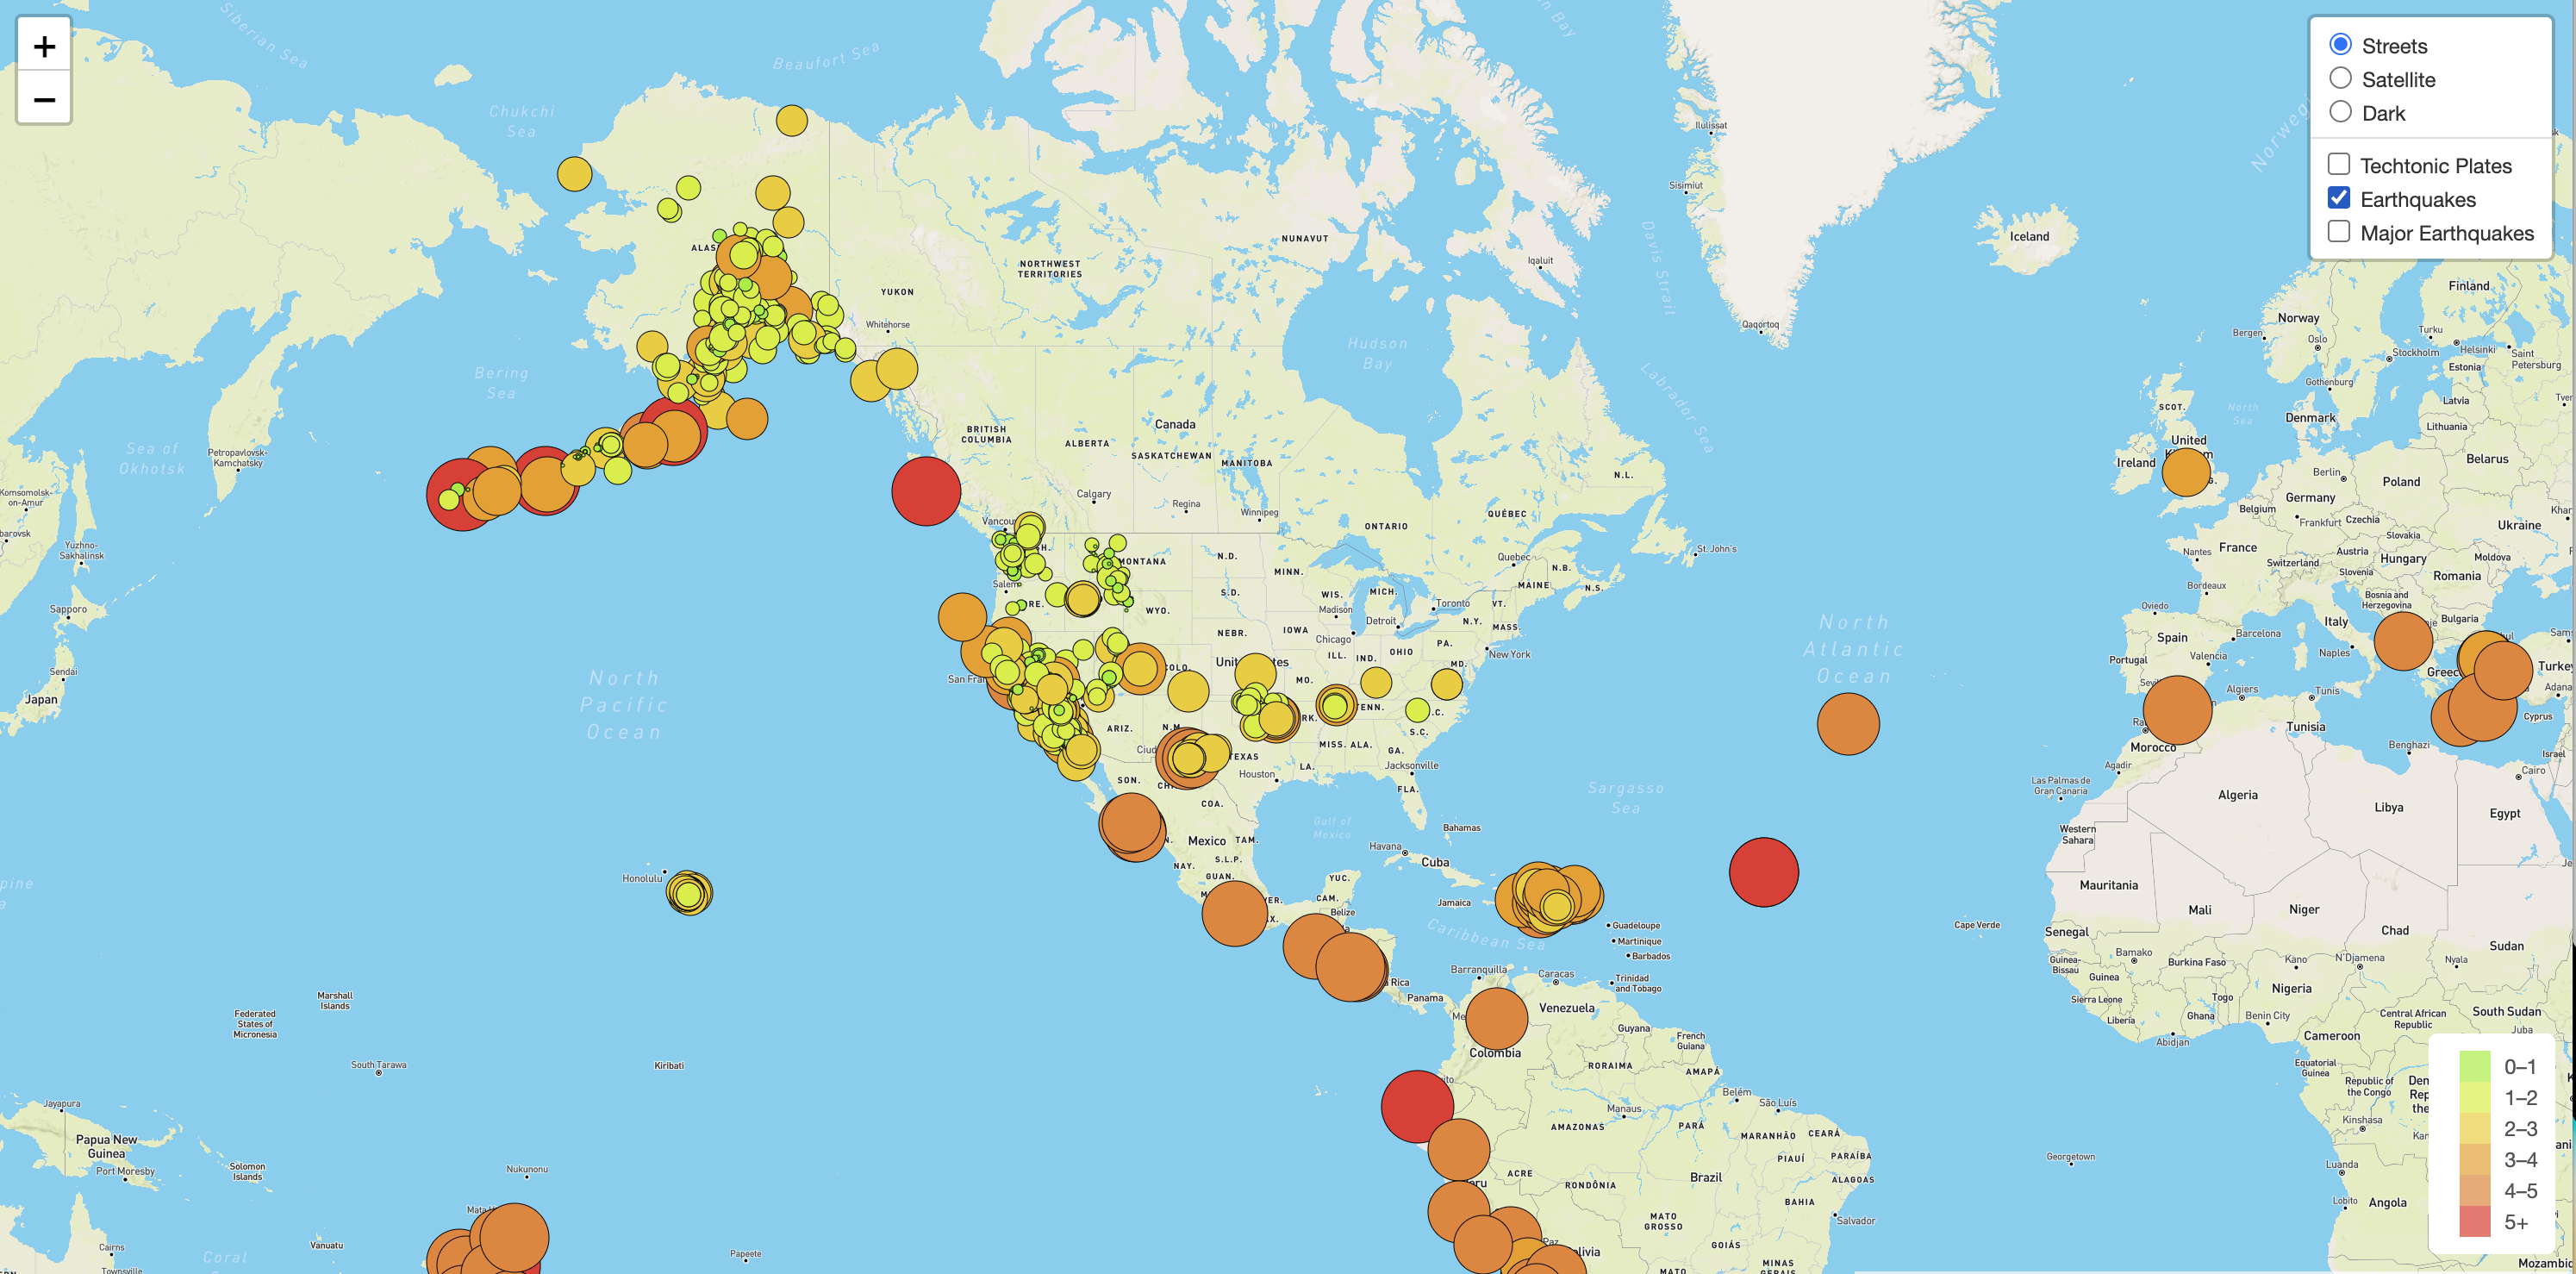 +
−
Streets
Satellite
Dark
Techtonic Plates
Earthquakes
Major Earthquakes
Siberian Sea
Beaufort Sea
Chukchi
Sea
Ilulissat
Sisimiut
Davis Strait
Iceland
NUNAVUT
Iqaluit
NORTHWEST
TERRITORIES
YUKON
Whitehorse
Qaqortoq
Finland
Norway
Bergen
Oslo
Turku
Helsinki
Saint
Petersburg
Stockholm
Estonia
Gothenburg
Latvia
Hudson
Bay
Labrador Sea
Bering
Sea
Sea of
Okhotsk
Petropavlovsk-
Kamchatsky
Komsomolsk-
on-Amur
Yuzhno-
Sakhalinsk
BRITISH
COLUMBIA
ALBERTA
Canada
SASKATCHEWAN
MANITOBA
Calgary
Regina
Winnipeg
N.L.
ONTARIO
QUÉBEC
St. John's
SCOT.
North
Sea
Denmark
Lithuania
United
Ireland
Berlin
Poland
Belarus
Germany
Belgium
Frankfurt
Czechia
Ukraine
Slovakia
Nantes
France
Austria
Hungary
Moldova
Switzerland
Slovenia
Romania
Bordeaux
Bosnia and
Herzegovina
Oviedo
Italy
Bulgaria
Spain
Barcelona
Naples
Portugal
Valencia
Turkey
Adana
Algiers
Tunis
Cyprus
Tunisia
Morocco
Benghazi
Israel
Agadir
Cairo
Las Palmas de
Gran Canaria
Algeria
Libya
Egypt
Western
Sahara
Sapporo
Sendai
Japan
North
Pacific
Ocean
MONTANA
N.D.
MINN.
Quebec
N.B.
MAINE
N.S.
Salem
WYO.
S.D.
WIS.
Madison
MICH.
Toronto
VT.
N.Y.
MASS.
NEBR.
IOWA
Chicago
Detroit
ILL.
IND.
OHIO
PA.
New York
MD.
MO.
ARIZ.
S.C.
MISS.
ALA.
GA.
Houston
LA.
Jacksonville
FLA.
SON.
COA.
North
Atlantic
Ocean
Sargasso
Sea
Gulf of
Mexico
Bahamas
Mexico
TAM.
S.L.P.
NAY.
GUAN.
Havana
Cuba
YUC.
CAM.
Belize
Jamaica
Caribbean Sea
Guadeloupe
Martinique
Barbados
Honolulu
Mauritania
Mali
Niger
Chad
Sudan
Cape Verde
Senegal
Bamako
Guinea-
Bissau
Burkina Faso
Kano
N'Djamena
Nyala
Guinea
Nigeria
Sierra Leone
Togo
Ghana
Benin City
Liberia
Abidjan
Central African
Republic
South Sudan
Juba
Cameroon
Equatorial
Guinea
Republic of
the Congo
Kinshasa
Georgetown
Luanda
Lobito
Angola
Marshall
Islands
Federated
States of
Micronesia
South Tarawa
Kiribati
Barranquilla
Caracas
Trinidad
and Tobago
Panama
Venezuela
Guyana
French
Guiana
Colombia
RORAIMA
AMAPÁ
Belém
São Luís
Manaus
AMAZONAS
PARÁ
MARANHÃO
CEARÁ
PIAUÍ
PARAÍBA
ACRE
RONDÔNIA
Brazil
ALAGOAS
BAHIA
Salvador
MATO
GROSSO
GOIÁS
MINAS
GERAIS
MATO
Jayapura
Papua New
Guinea
Port Moresby
Solomon
Islands
Nukunonu
Cairns
Townsville
Coral
Vanuatu
Papeete
0–1
1–2
2–3
3–4
4–5
5+